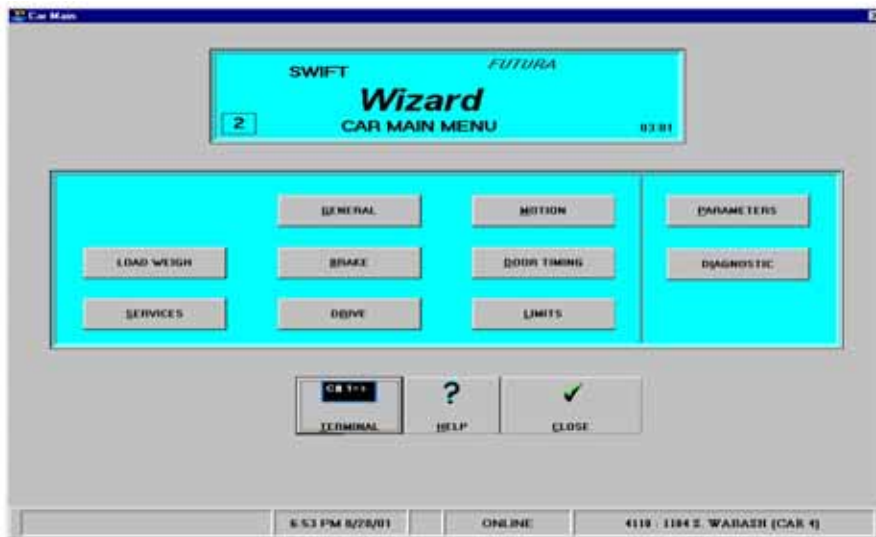 Car Main
SWIFT FUTURA
Wizard
2 CAR MAIN MENU 03.01
GENERAL MOTION PARAMETERS
LOAD WEIGH BRAKE DOOR TIMING DIAGNOSTIC
SERVICES DRIVE LIMITS
TERMINAL HELP CLOSE
6:53 PM 8/28/01 ONLINE 4110 - 1104 S. WABASH (CAR 4)